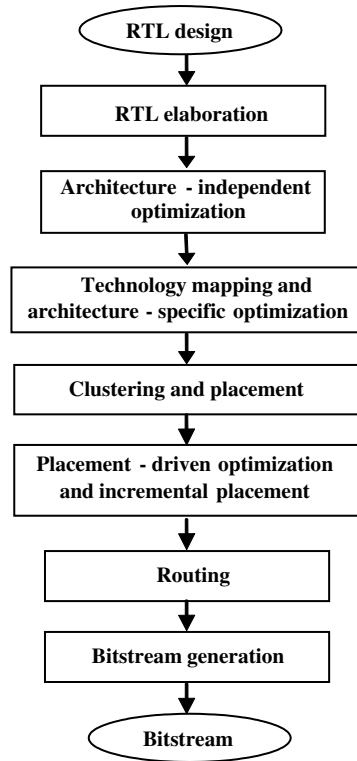 RTL design
RTL elaboration
Architecture - independent
optimization
Technology mapping and
architecture - specific optimization
Clustering and placement
Placement - driven optimization
and incremental placement
Routing
Bitstream generation
Bitstream